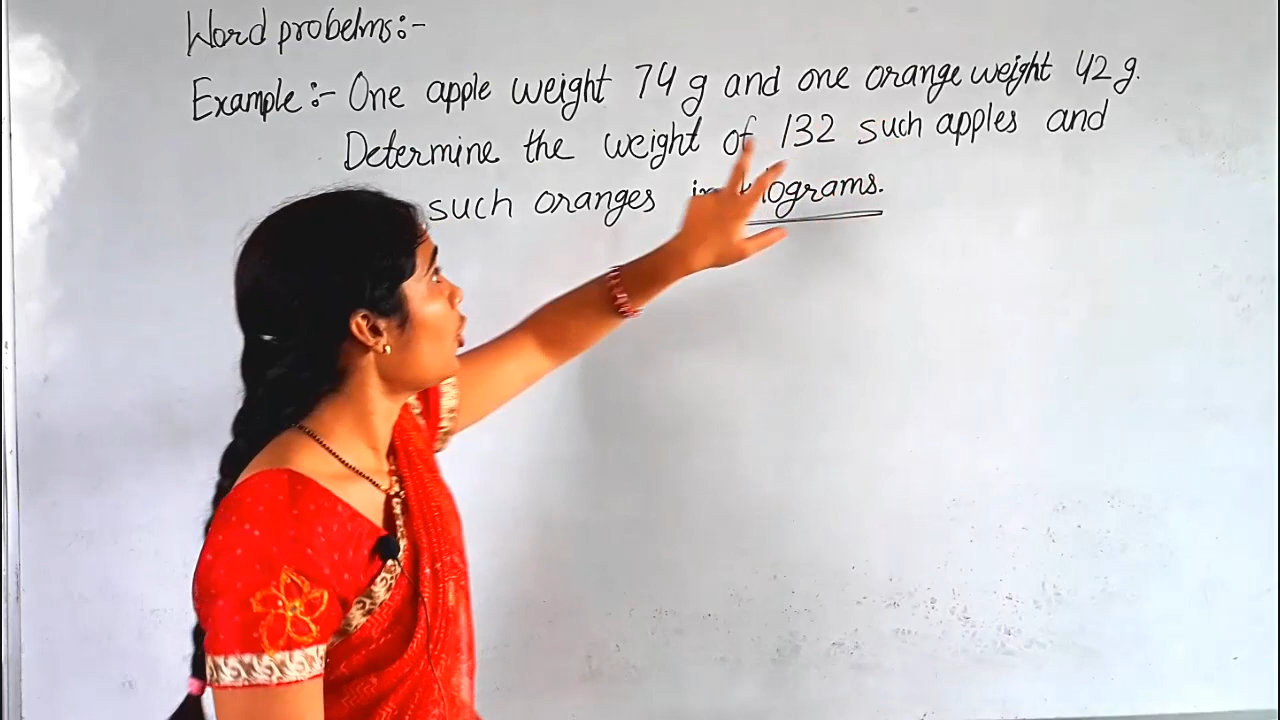 Word probelms:-
Example:- One apple weight 74 g and one orange weight 42 g.
Determine the weight of 132 such apples and
such oranges kilograms.